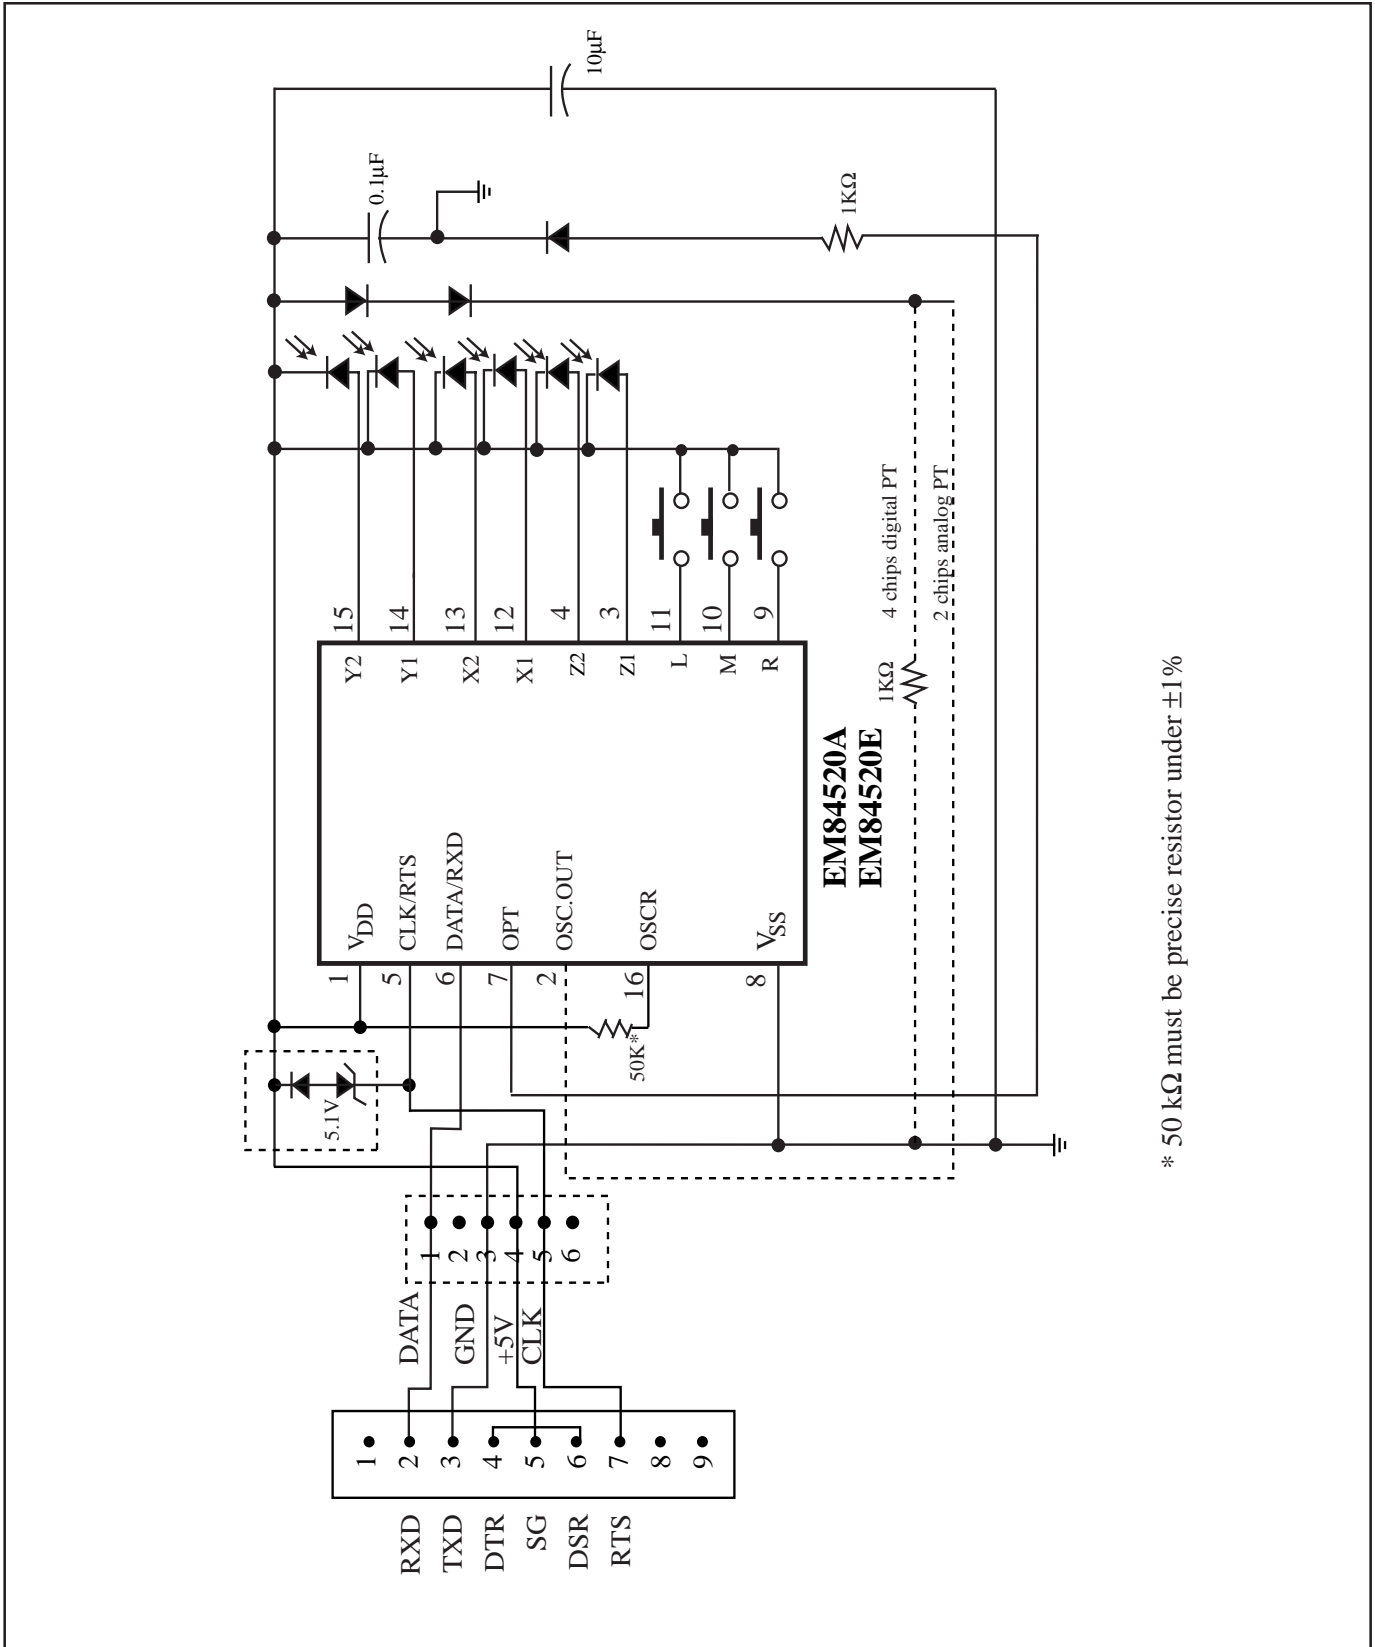 10µF
0.1µF
1KΩ
4 chips digital PT
2 chips analog PT
1KΩ
15
14
13
12
4
3
11
10
9
Y2
Y1
X2
X1
Z2
Z1
L
M
R
EM84520A
EM84520E
VDD
CLK/RTS
DATA/RXD
OPT
OSC.OUT
OSCR
VSS
1
5
6
7
2
16
8
50K*
5.1V
1
2
3
4
5
6
DATA
GND
+5V
CLK
1
2
3
4
5
6
7
8
9
RXD
TXD
DTR
SG
DSR
RTS
* 50 kΩ must be precise resistor under ±1%